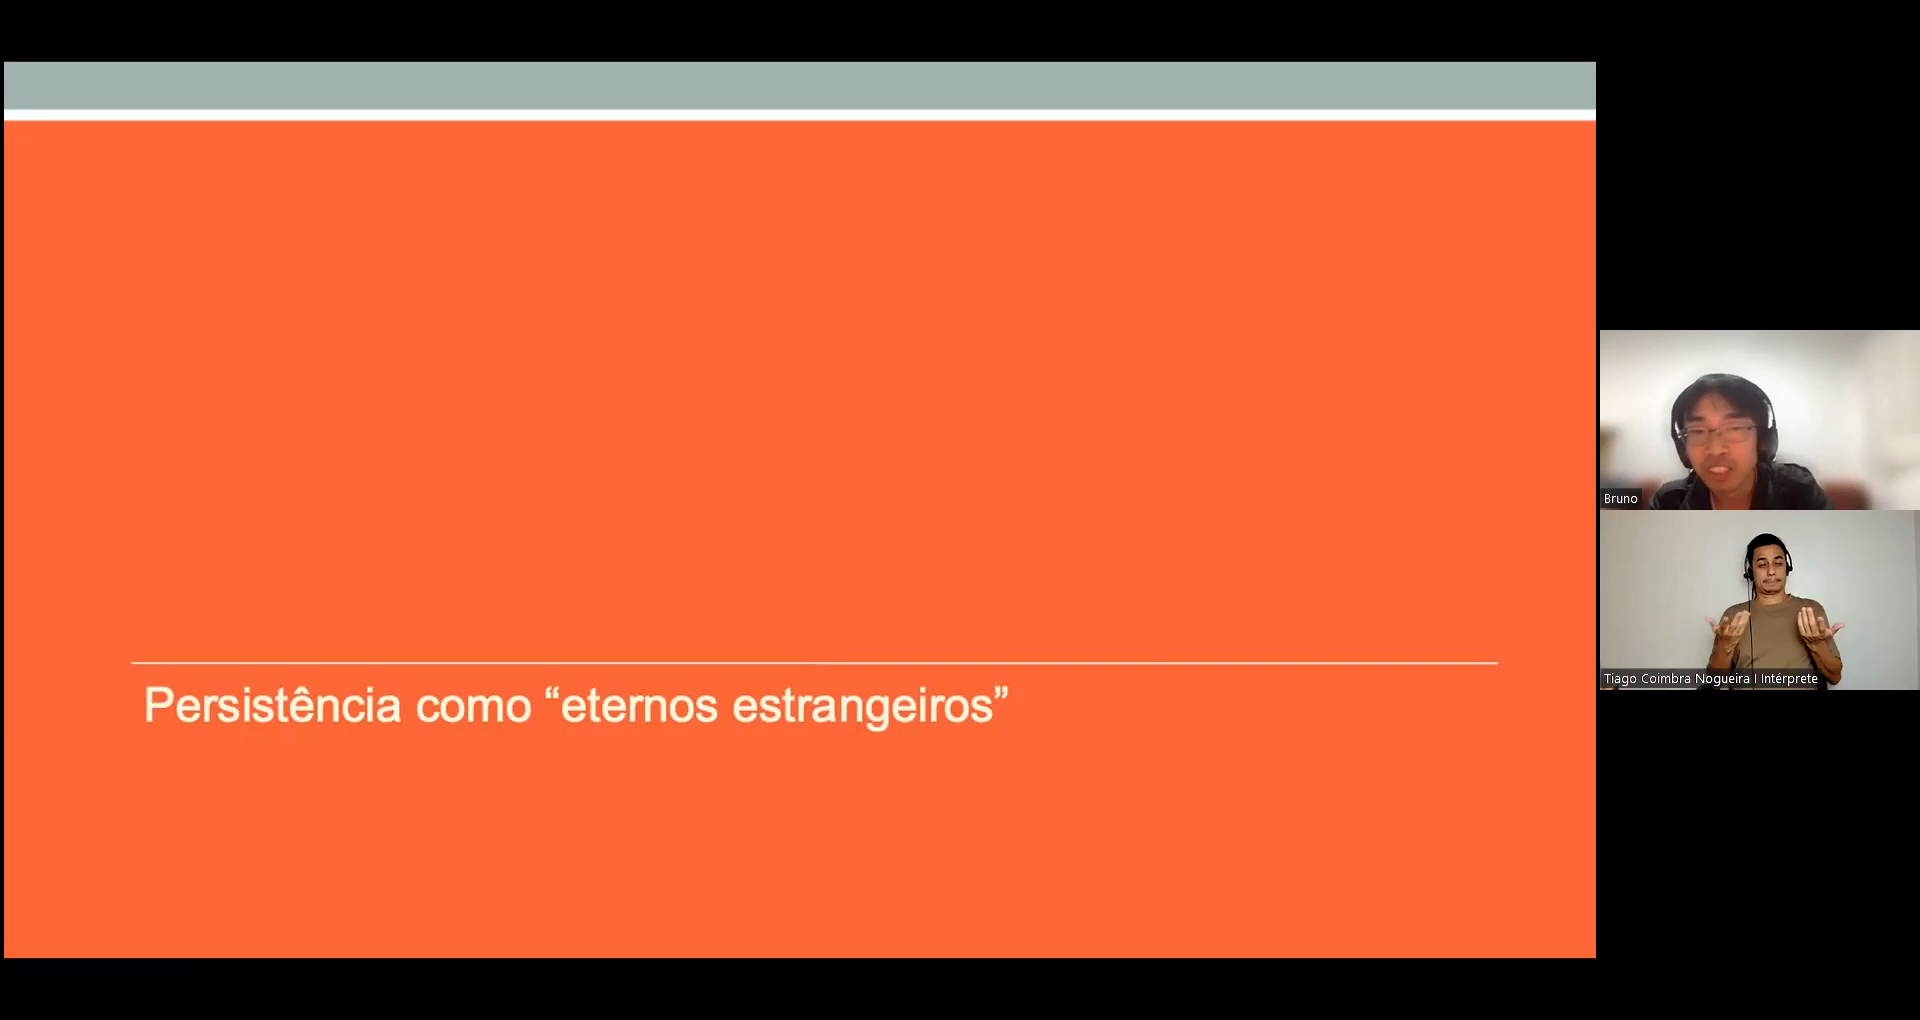 Persistência como “eternos estrangeiros”
Bruno
Tiago Coimbra Nogueira I Intérprete